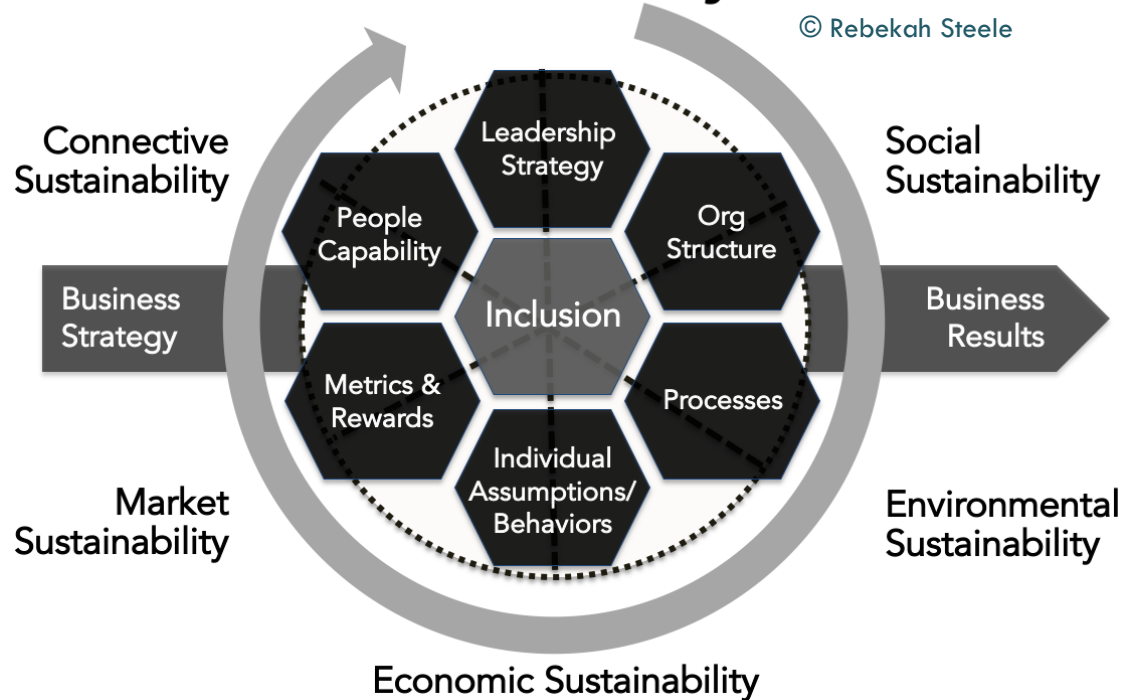 © Rebekah Steele
Connective
Sustainability
Social
Sustainability
Leadership
Strategy
People
Capability
Org
Structure
Business
Strategy
Inclusion
Business
Results
Metrics &
Rewards
Processes
Individual
Assumptions/
Behaviors
Market
Sustainability
Environmental
Sustainability
Economic Sustainability